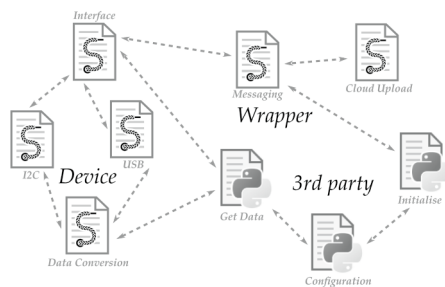 Interface
Messaging
Cloud Upload
Wrapper
I2C
Device
USB
3rd party
Initialise
Get Data
Data Conversion
Configuration